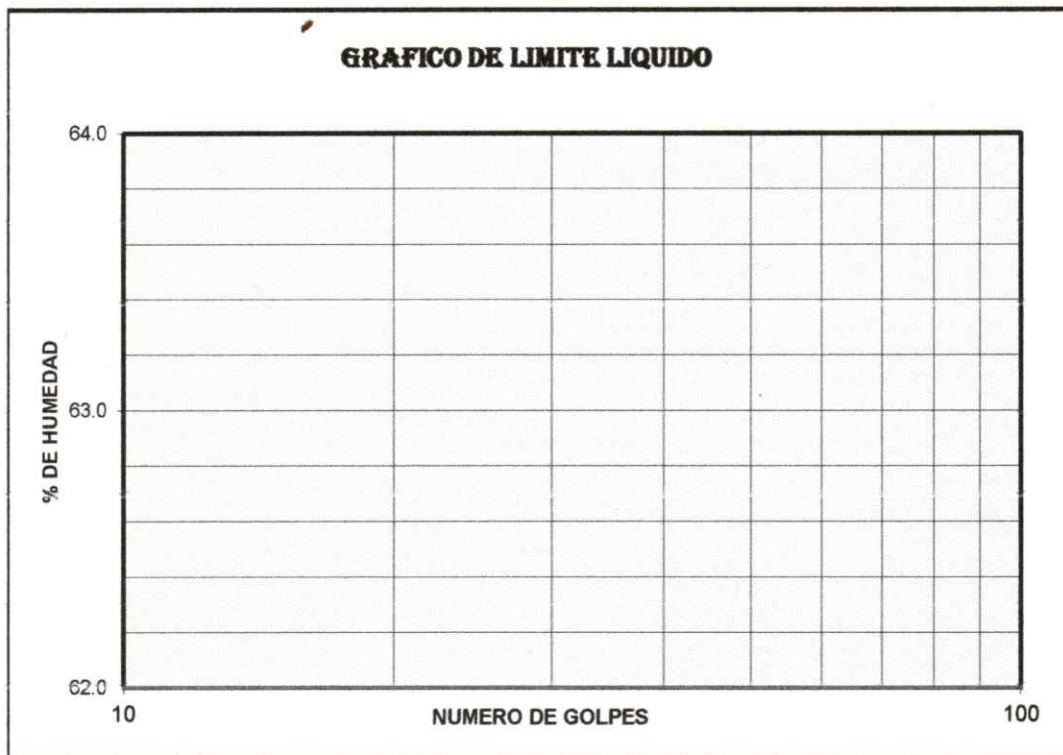 GRAFICO DE LIMITE LIQUIDO
64.0
% DE HUMEDAD
63.0
62.0
10
NUMERO DE GOLPES
100